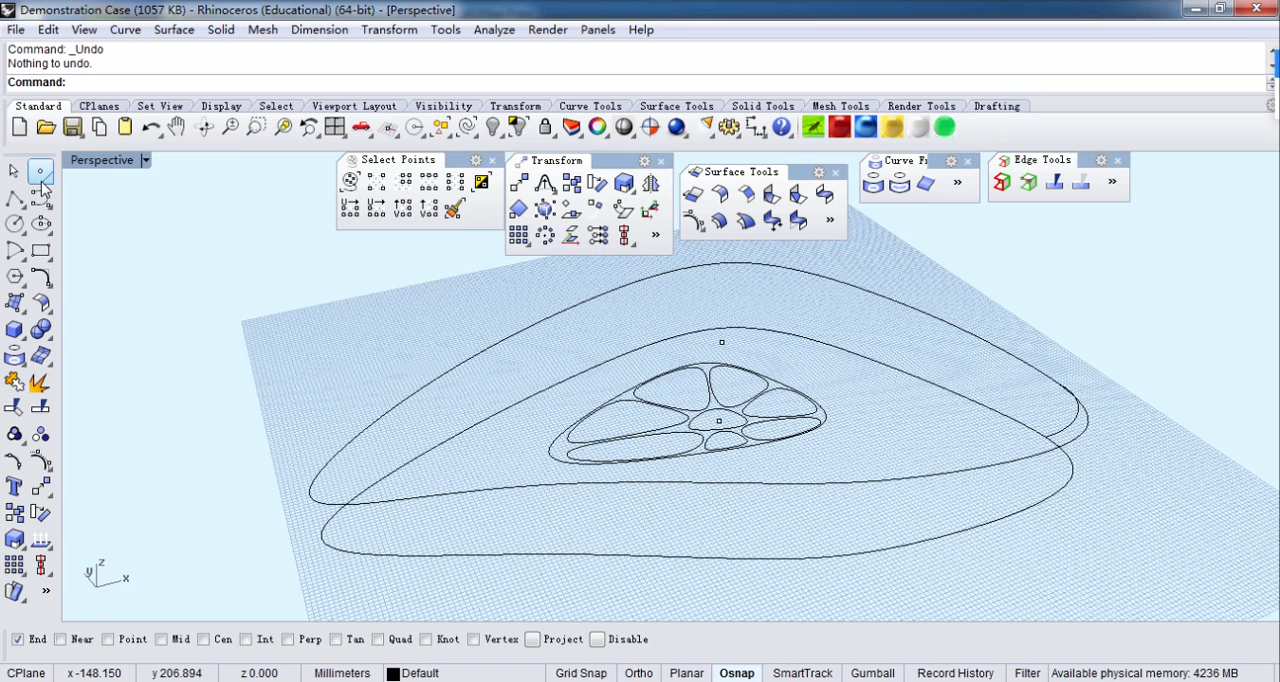 Demonstration Case (1057 KB) - Rhinoceros (Educational) (64-bit) - [Perspective]
File Edit View Curve Surface Solid Mesh Dimension Transform Tools Analyze Render Panels Help
Command: _Undo
Nothing to undo.
Command:
Standard CPlanes Set View Display Select Viewport Layout Visibility Transform Curve Tools Surface Tools Solid Tools Mesh Tools Render Tools Drafting
Perspective
Select Points
Transform
Surface Tools
Curve F
Edge Tools
z
y
x
End Near Point Mid Cen Int Perp Tan Quad Knot Vertex Project Disable
CPlane x -148.150 y 206.894 z 0.000 Millimeters Default Grid Snap Ortho Planar Osnap SmartTrack Gumball Record History Filter Available physical memory: 4236 MB